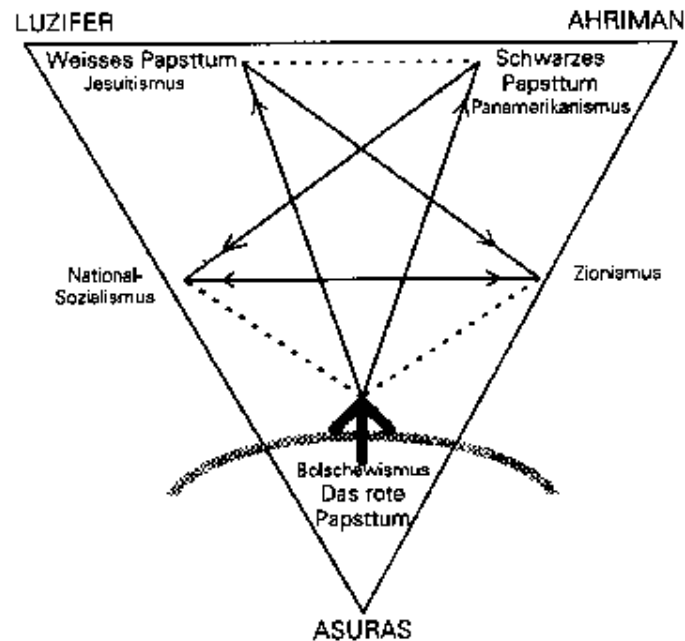 LUZIFER
AHRIMAN
Weisses Papsttum
Jesuitismus
Schwarzes
Papsttum
Panamerikanismus
National-
Sozialismus
Zionismus
Bolschewismus
Das rote
Papsttum
ASURAS